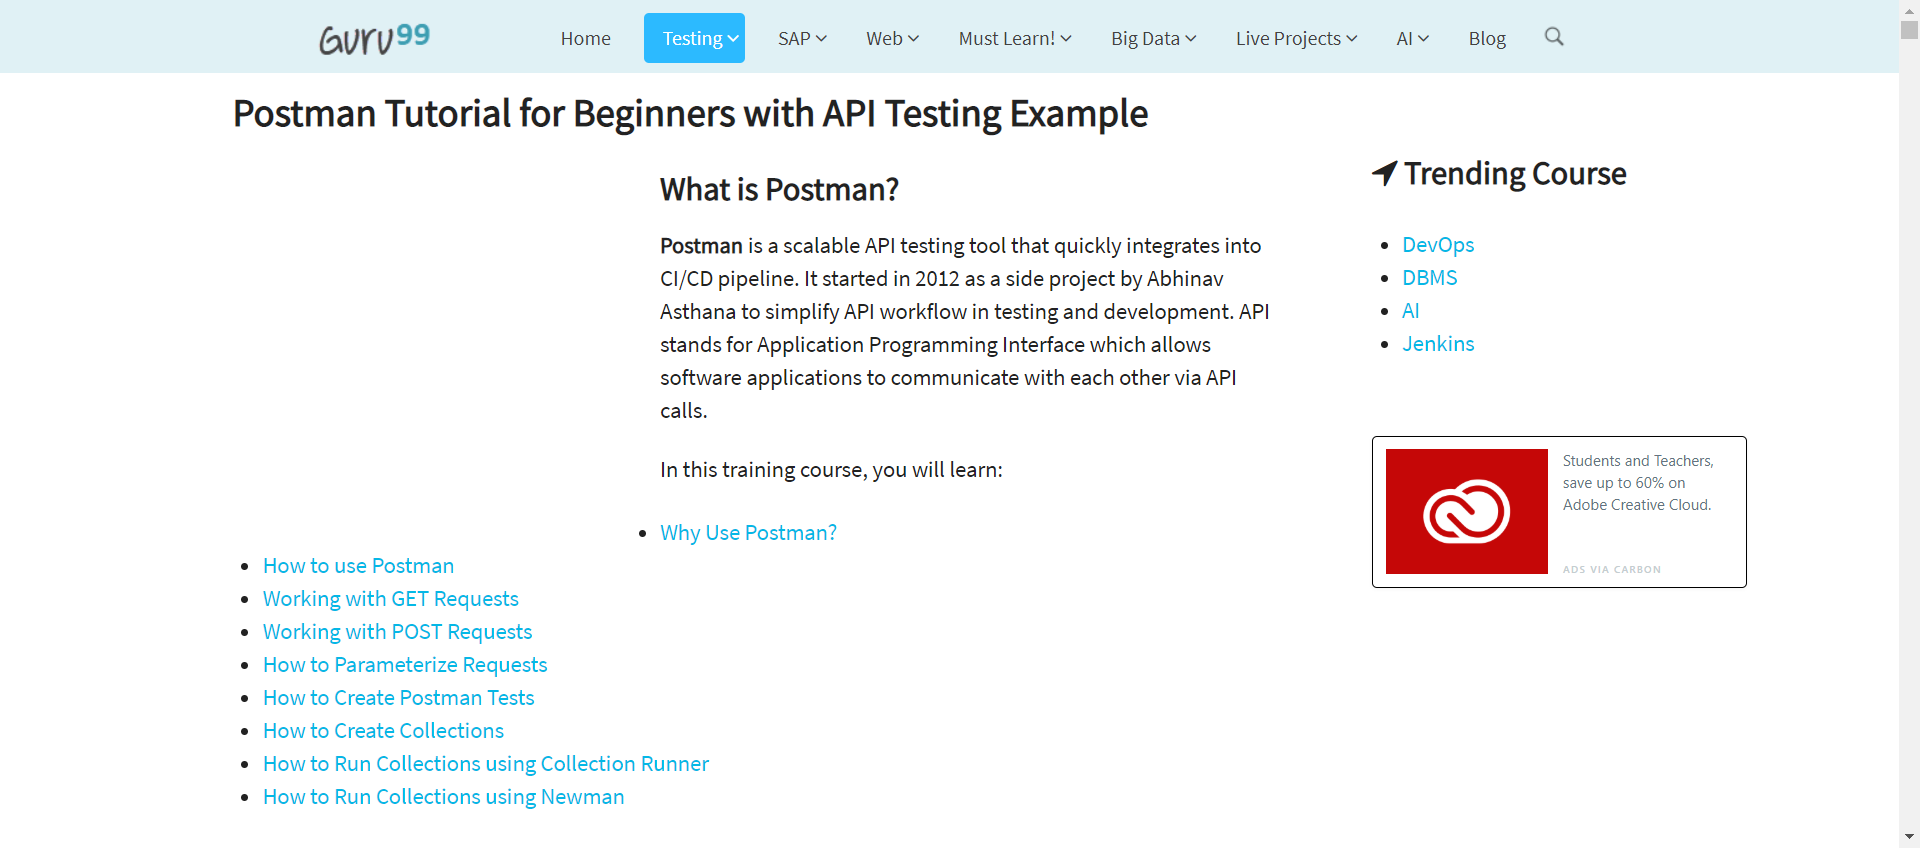 Guru99
Home
Testing
SAP
Web
Must Learn!
Big Data
Live Projects
AI
Blog
Postman Tutorial for Beginners with API Testing Example
What is Postman?
Postman is a scalable API testing tool that quickly integrates into
CI/CD pipeline. It started in 2012 as a side project by Abhinav
Asthana to simplify API workflow in testing and development. API
stands for Application Programming Interface which allows
software applications to communicate with each other via API
calls.
In this training course, you will learn:
Why Use Postman?
How to use Postman
Working with GET Requests
Working with POST Requests
How to Parameterize Requests
How to Create Postman Tests
How to Create Collections
How to Run Collections using Collection Runner
How to Run Collections using Newman
Trending Course
DevOps
DBMS
AI
Jenkins
Students and Teachers,
save up to 60% on
Adobe Creative Cloud.
ADS VIA CARBON